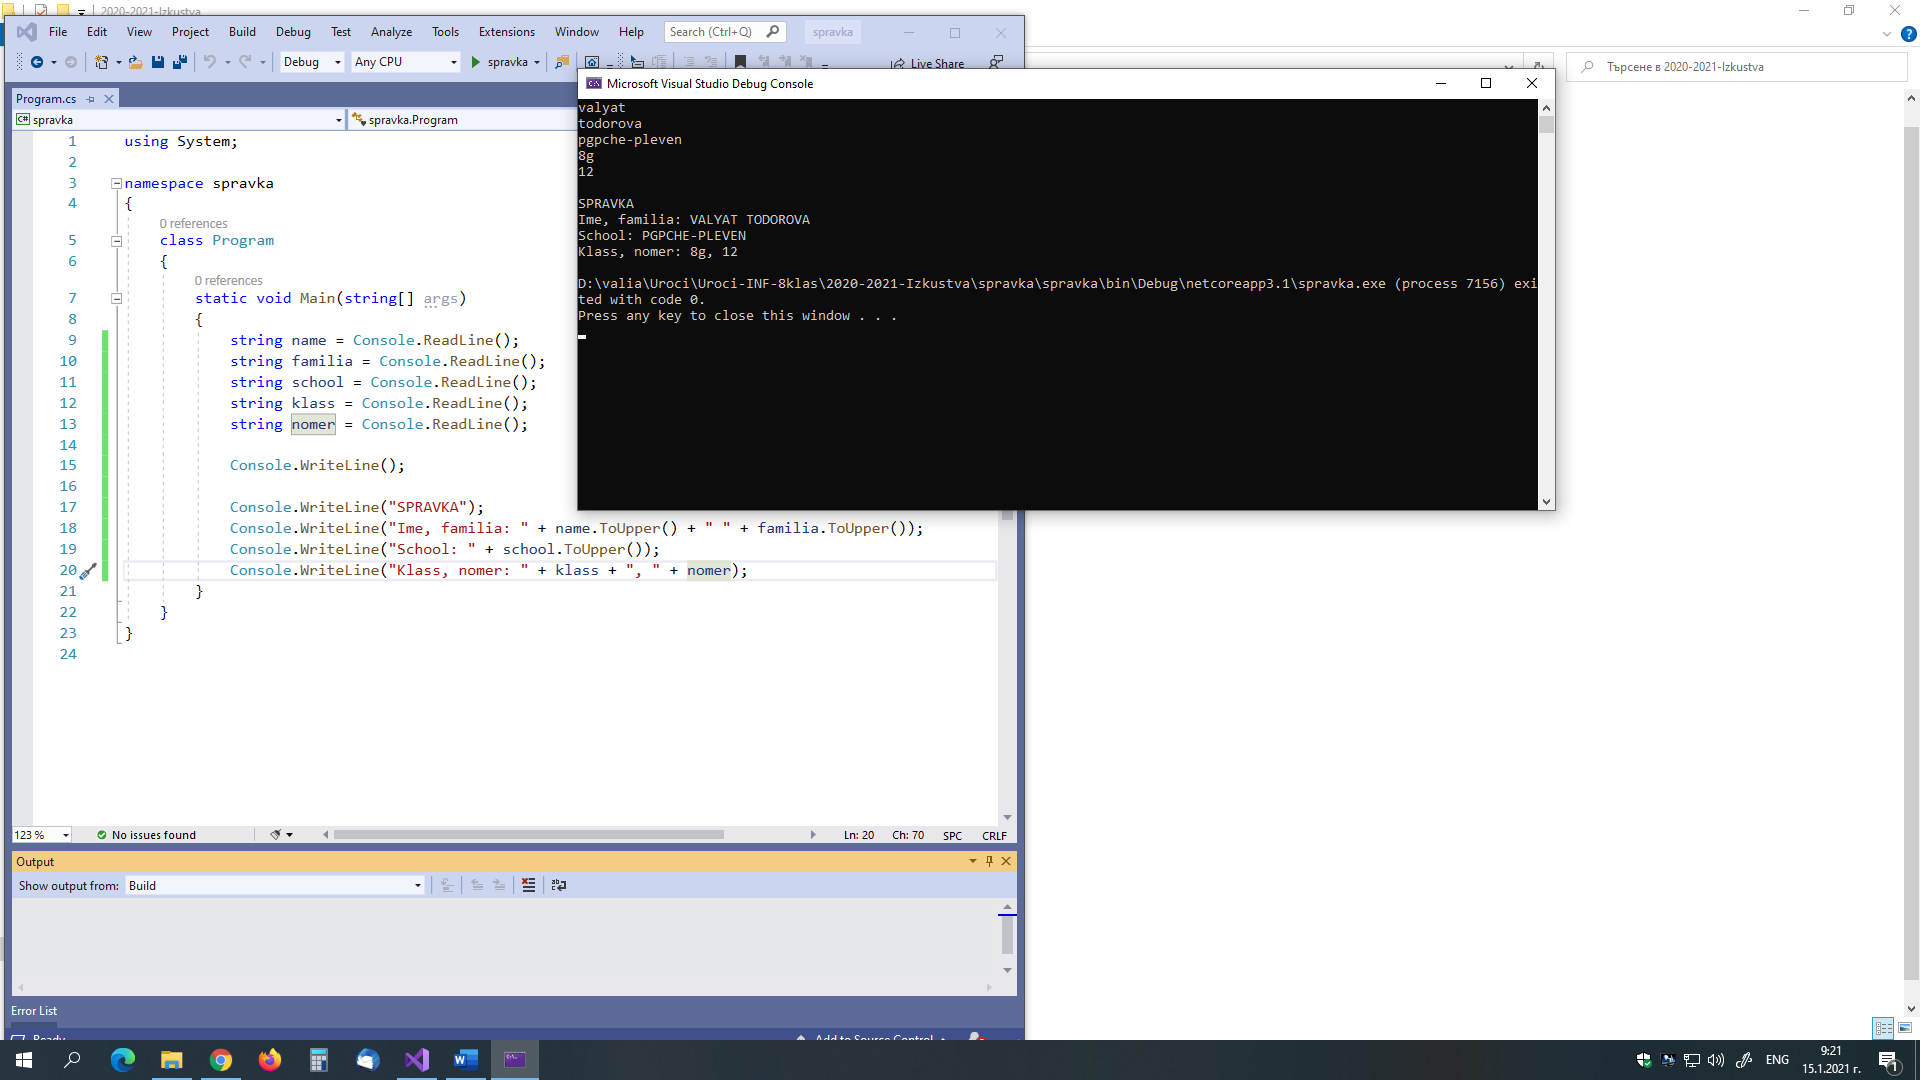 2020-2021-Izkustva
File Edit View Project Build Debug Test Analyze Tools Extensions Window Help Search (Ctrl+Q) spravka
Debug Any CPU spravka Live Share
Търсене в 2020-2021-Izkustva
Program.cs
spravka spravka.Program
1 using System;
2
3 namespace spravka
4 {
0 references
5 class Program
6 {
0 references
7 static void Main(string[] args)
8 {
9 string name = Console.ReadLine();
10 string familia = Console.ReadLine();
11 string school = Console.ReadLine();
12 string klass = Console.ReadLine();
13 string nomer = Console.ReadLine();
14
15 Console.WriteLine();
16
17 Console.WriteLine("SPRAVKA");
18 Console.WriteLine("Ime, familia: " + name.ToUpper() + " " + familia.ToUpper());
19 Console.WriteLine("School: " + school.ToUpper());
20 Console.WriteLine("Klass, nomer: " + klass + ", " + nomer);
21 }
22 }
23 }
24
123 % No issues found Ln: 20 Ch: 70 SPC CRLF
Output
Show output from: Build
Error List
Ready Add to Source Control
Microsoft Visual Studio Debug Console
valyat
todorova
pgpche-pleven
8g
12
SPRAVKA
Ime, familia: VALYAT TODOROVA
School: PGPCHE-PLEVEN
Klass, nomer: 8g, 12
D:\valia\Uroci\Uroci-INF-8klas\2020-2021-Izkustva\spravka\spravka\bin\Debug\netcoreapp3.1\spravka.exe (process 7156) exi
ted with code 0.
Press any key to close this window . . .
ENG
9:21
15.1.2021 г.
1